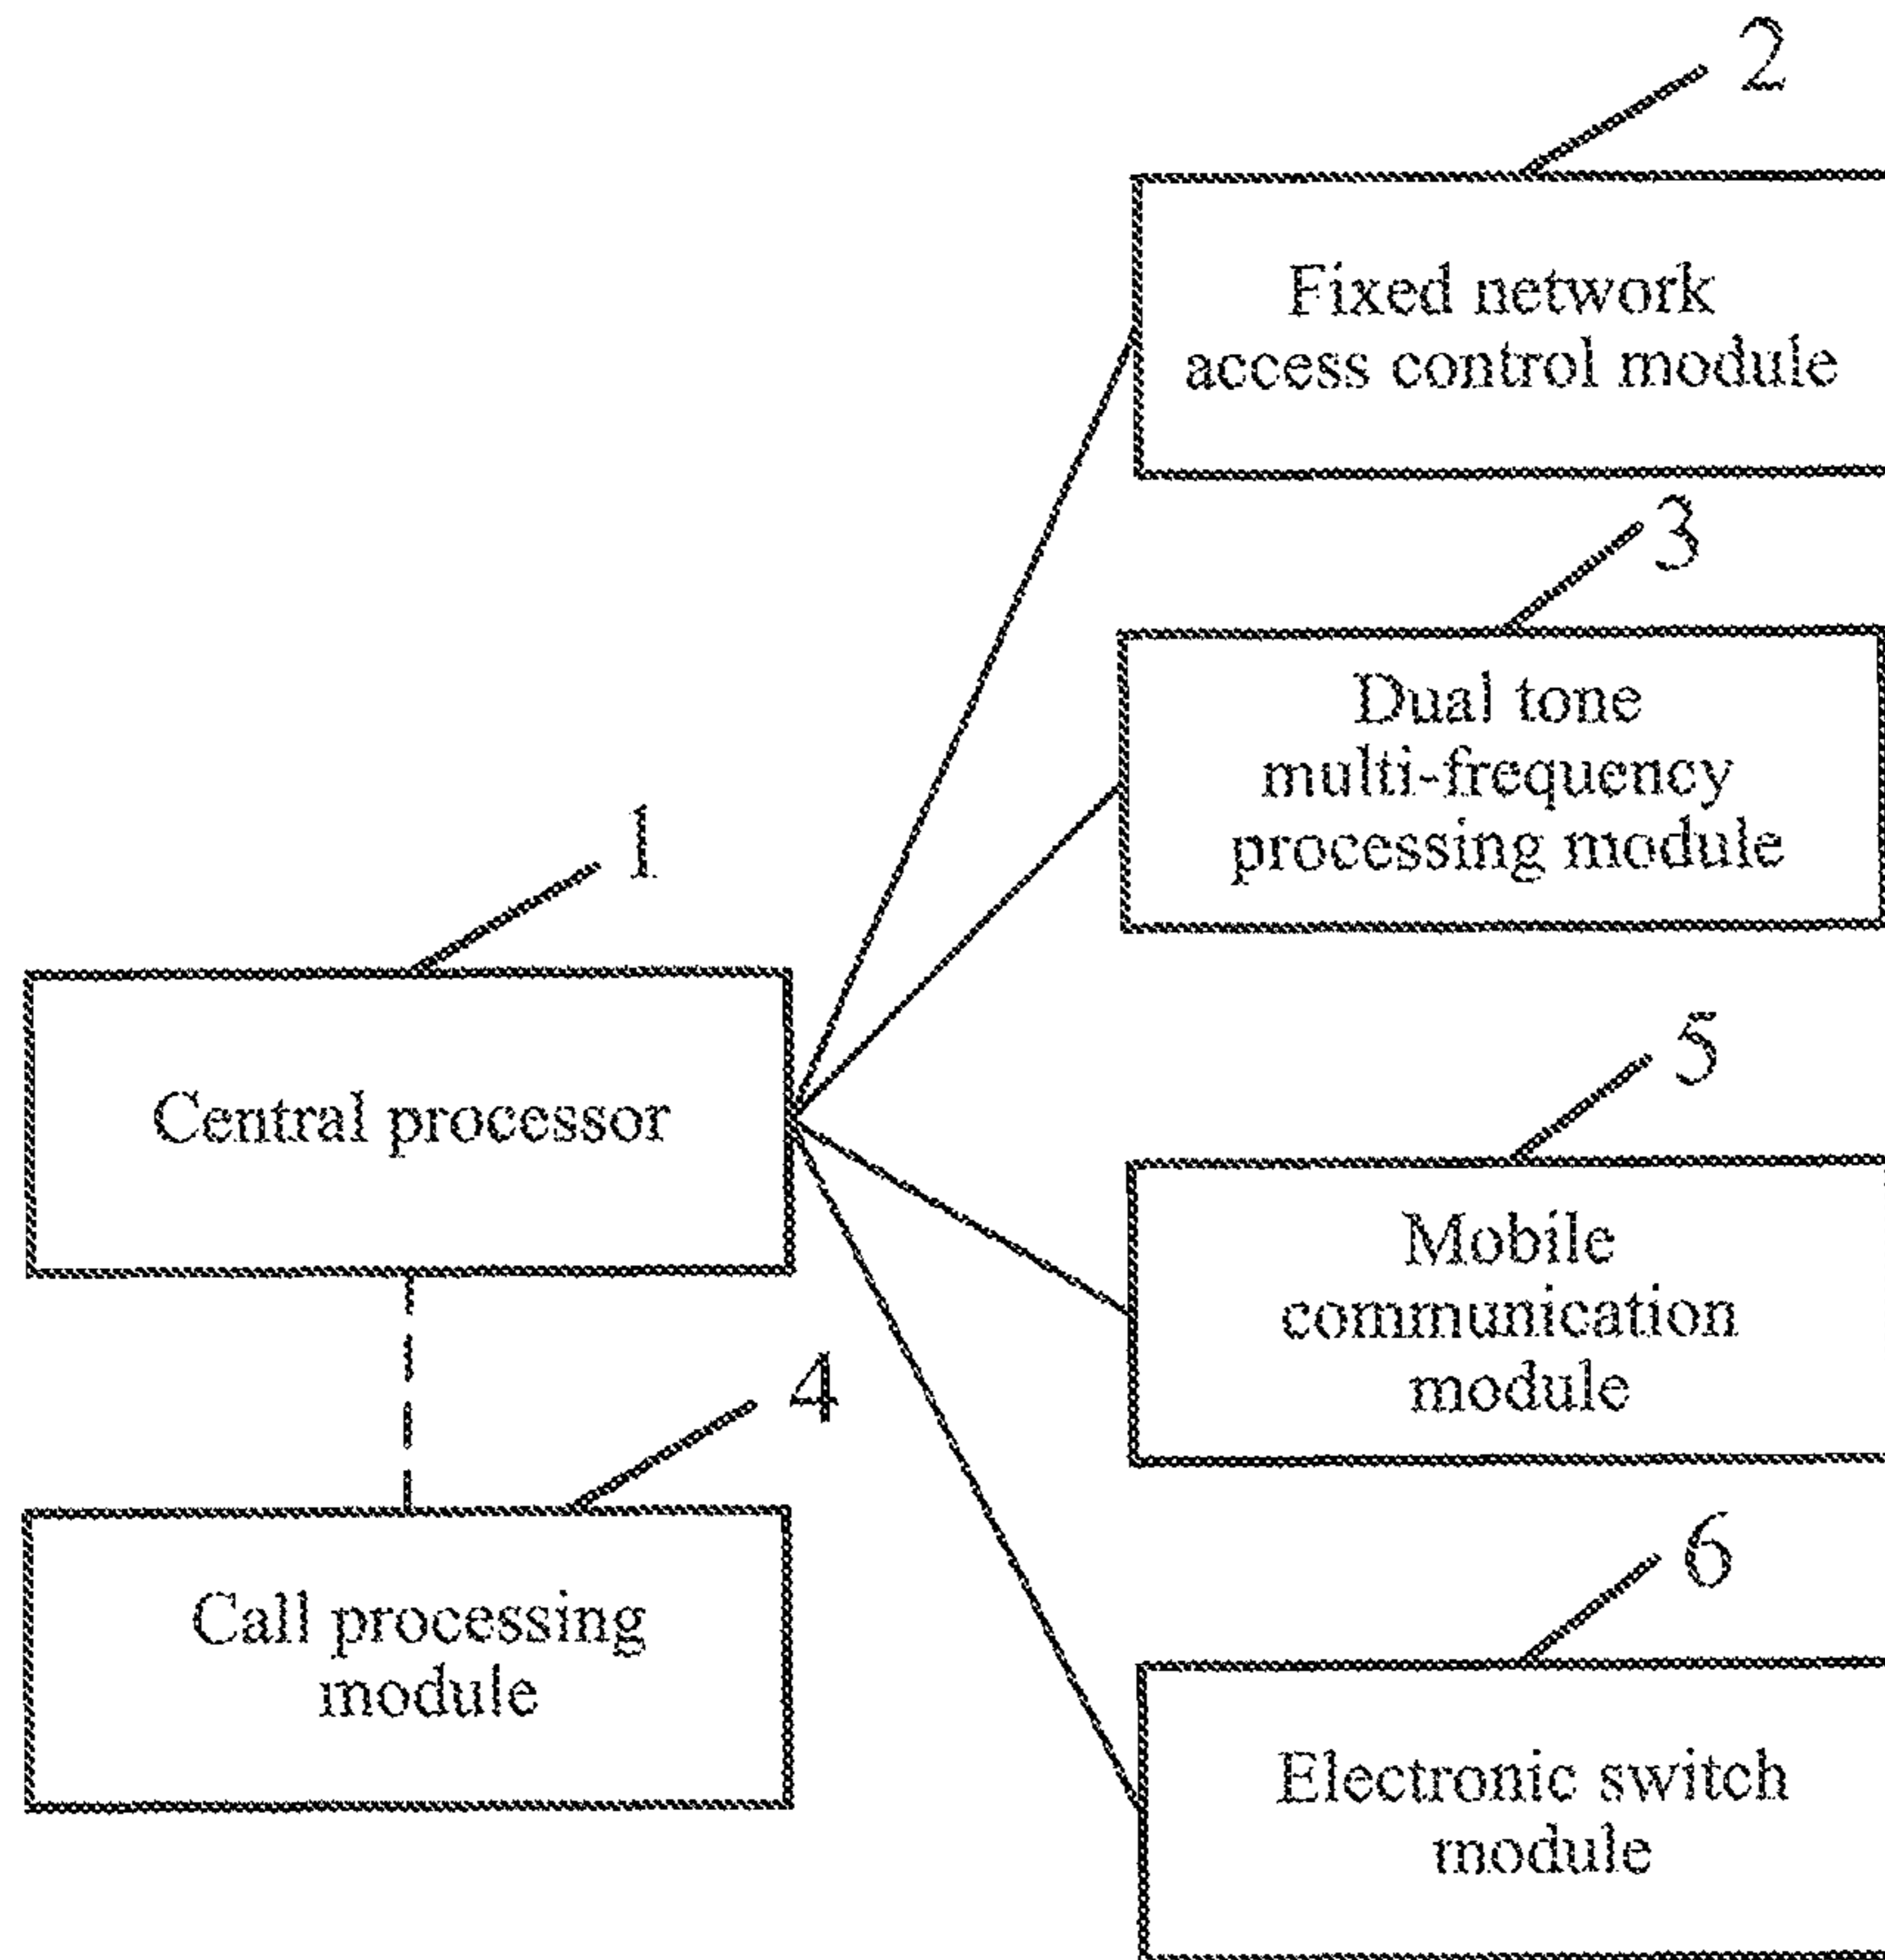 2
Fixed network
access control module
3
Dual tone
multi-frequency
processing module
1
Central processor
5
Mobile
communication
module
4
Call processing
module
6
Electronic switch
module